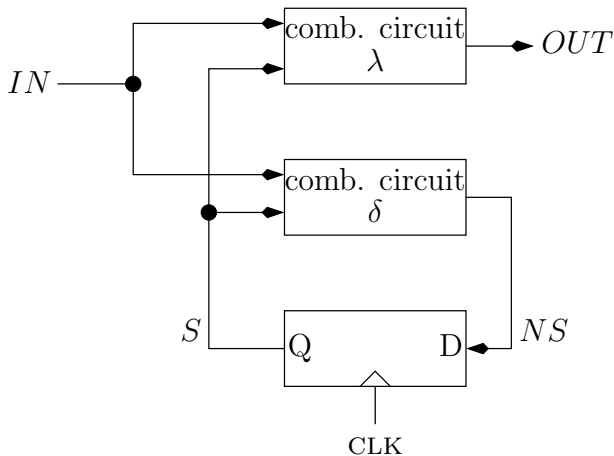 comb. circuit
λ
OUT
IN
comb. circuit
δ
S
Q
D
NS
CLK